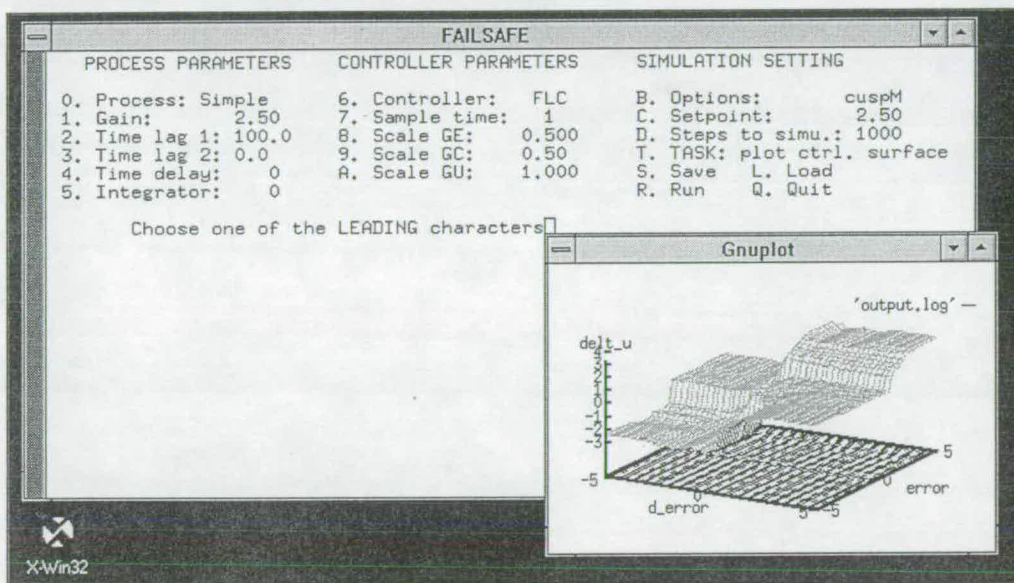 FAILSAFE
PROCESS PARAMETERS CONTROLLER PARAMETERS SIMULATION SETTING
0. Process: Simple 6. Controller: FLC B. Options: cuspM
1. Gain: 2.50 7. Sample time: 1 C. Setpoint: 2.50
2. Time lag 1: 100.0 8. Scale GE: 0.500 D. Steps to simu.: 1000
3. Time lag 2: 0.0 9. Scale GC: 0.50 T. TASK: plot ctrl. surface
4. Time delay: 0 A. Scale GU: 1.000 S. Save L. Load
5. Integrator: 0 R. Run Q. Quit
Choose one of the LEADING characters
Gnuplot
'output.log'
delt_u
4
3
2
1
0
-1
-2
-3
-5 0 5
d_error
-5 0 5
error
X-Win32